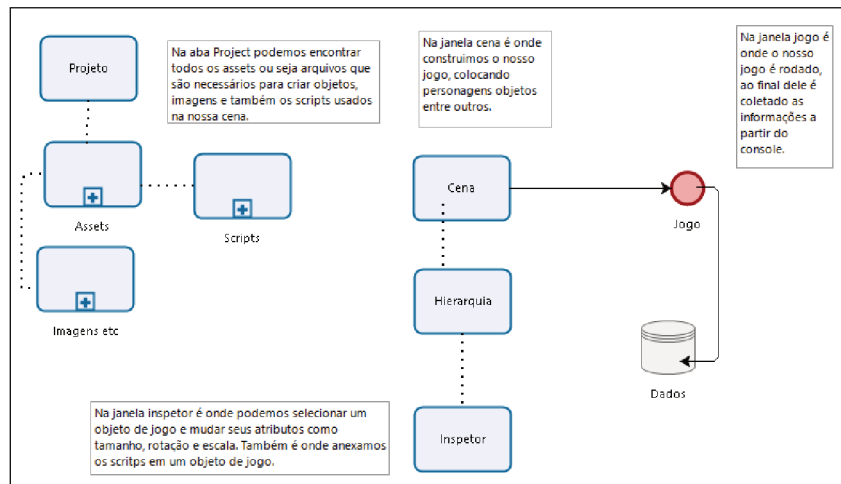 Projeto
Na aba Project podemos encontrar
todos os assets ou seja arquivos que
são necessários para criar objetos,
imagens e também os scripts usados
na nossa cena.
Na janela cena é onde
construimos o nosso
jogo, colocando
personagens objetos
entre outros.
Na janela jogo é
onde o nosso
jogo é rodado,
ao final dele é
coletado as
informações a
partir do
console.
Assets
Scripts
Imagens etc
Cena
Jogo
Hierarquia
Dados
Inspetor
Na janela inspetor é onde podemos selecionar um
objeto de jogo e mudar seus atributos como
tamanho, rotação e escala. Também é onde anexamos
os scritps em um objeto de jogo.